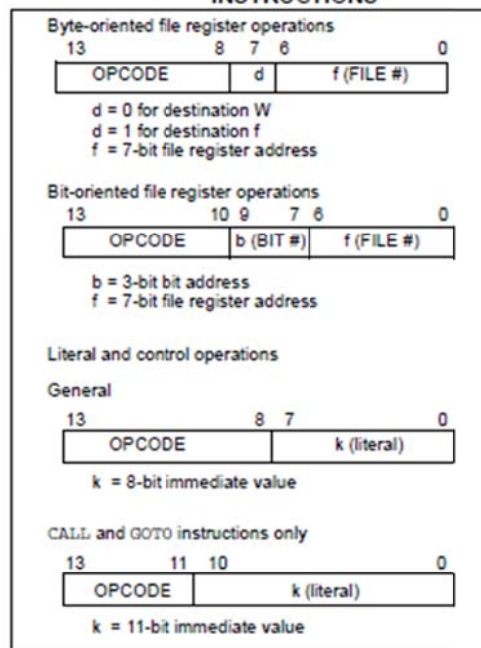 INSTRUCTIONS
Byte-oriented file register operations
13 8 7 6 0
OPCODE d f (FILE #)
d = 0 for destination W
d = 1 for destination f
f = 7-bit file register address
Bit-oriented file register operations
13 10 9 7 6 0
OPCODE b (BIT #) f (FILE #)
b = 3-bit bit address
f = 7-bit file register address
Literal and control operations
General
13 8 7 0
OPCODE k (literal)
k = 8-bit immediate value
CALL and GOTO instructions only
13 11 10 0
OPCODE k (literal)
k = 11-bit immediate value